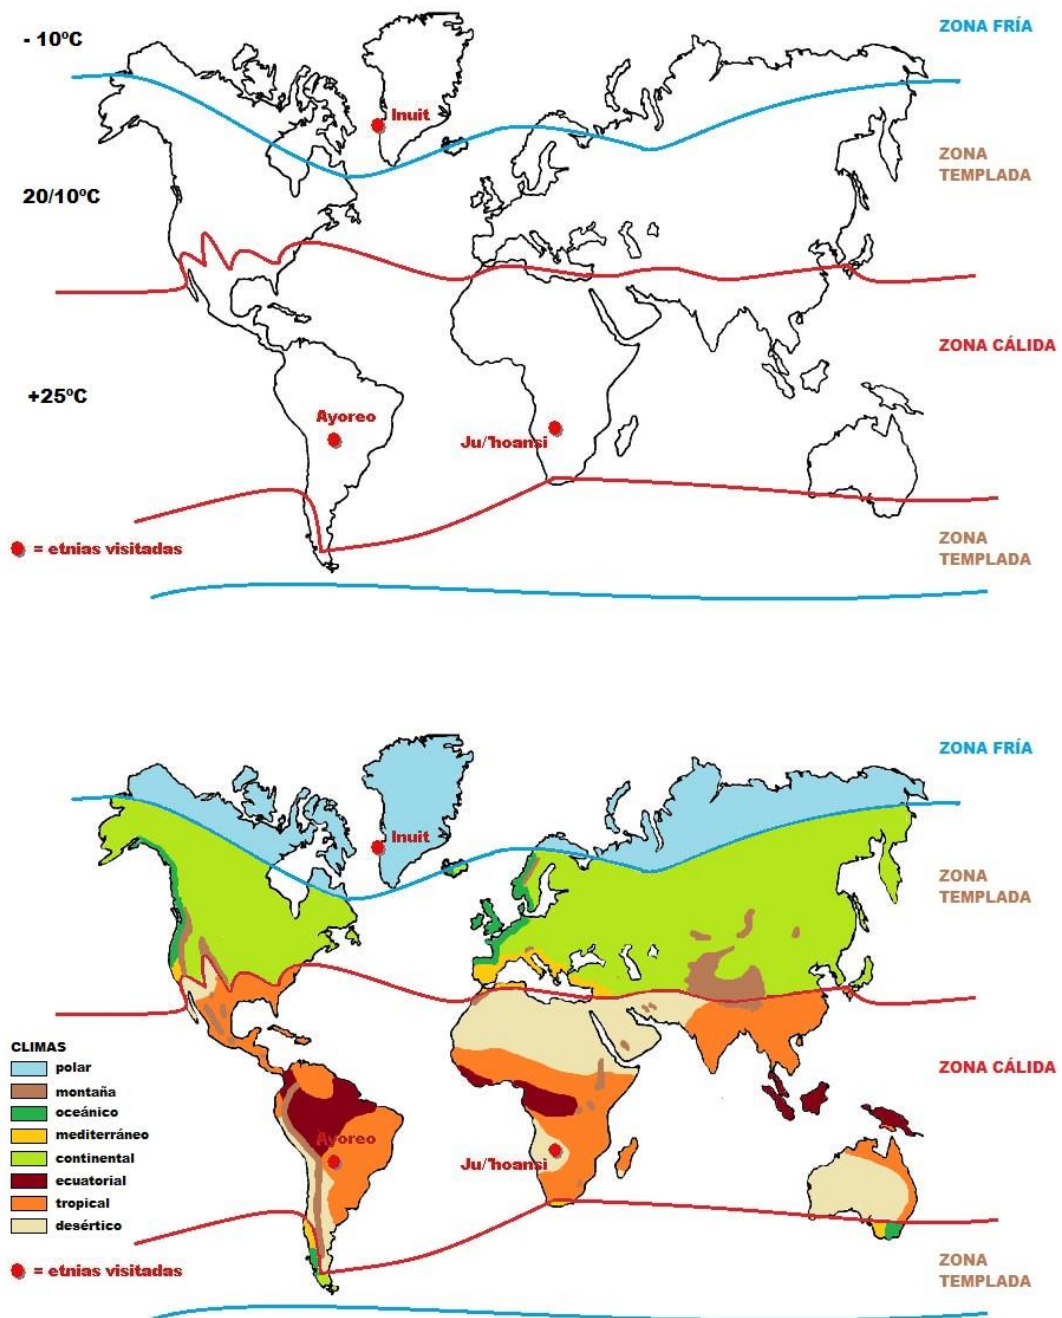 - 10ºC
ZONA FRÍA
Inuit
ZONA
TEMPLADA
20/10ºC
ZONA CÁLIDA
+25ºC
Ayoreo
Ju/'hoansi
= etnias visitadas
ZONA
TEMPLADA
ZONA FRÍA
Inuit
ZONA
TEMPLADA
CLIMAS
polar
montaña
oceánico
mediterráneo
continental
ecuatorial
tropical
desértico
ZONA CÁLIDA
Ayoreo
Ju/'hoansi
= etnias visitadas
ZONA
TEMPLADA